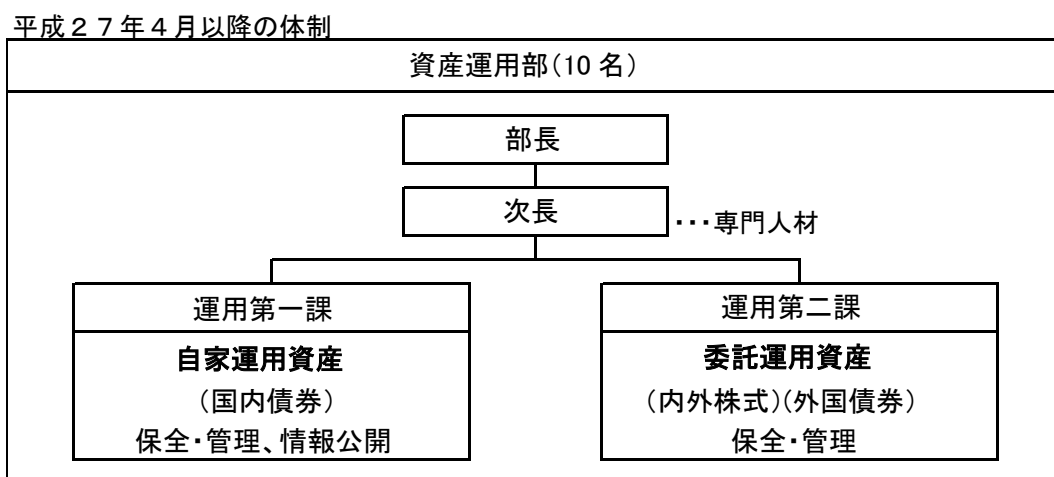 平成２７年４月以降の体制
資産運用部(10 名)
部長
次長
･･･専門人材
運用第一課
自家運用資産
（国内債券）
保全・管理、情報公開
運用第二課
委託運用資産
（内外株式）（外国債券）
保全・管理